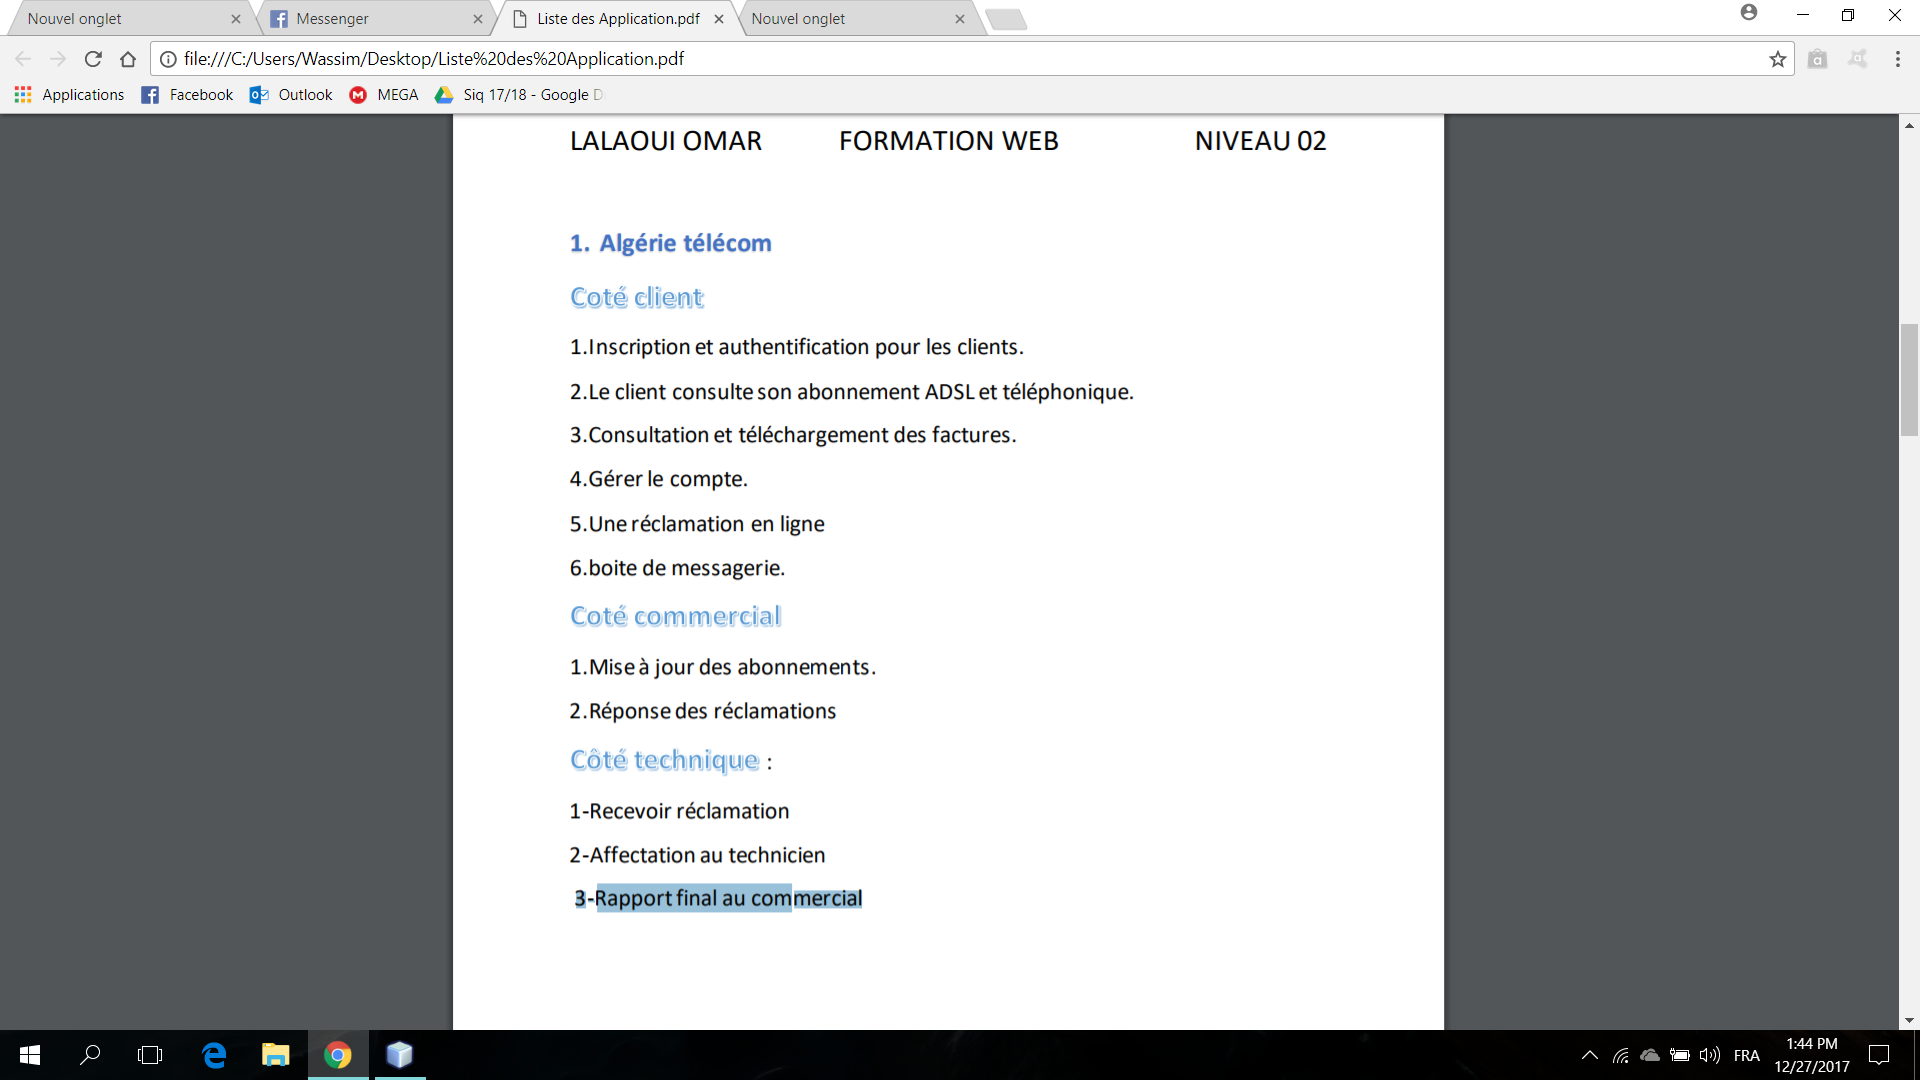 Nouvel onglet
Messenger
Liste des Application.pdf
Nouvel onglet
file:///C:/Users/Wassim/Desktop/Liste%20des%20Application.pdf
Applications
Facebook
Outlook
MEGA
Siq 17/18 - Google
LALAOUI OMAR FORMATION WEB NIVEAU 02
1. Algérie télécom
Coté client
1.Inscription et authentification pour les clients.
2.Le client consulte son abonnement ADSL et téléphonique.
3.Consultation et téléchargement des factures.
4.Gérer le compte.
5.Une réclamation en ligne
6.boite de messagerie.
Coté commercial
1.Mise à jour des abonnements.
2.Réponse des réclamations
Côté technique :
1-Recevoir réclamation
2-Affectation au technicien
3-Rapport final au commercial
FRA
1:44 PM
12/27/2017